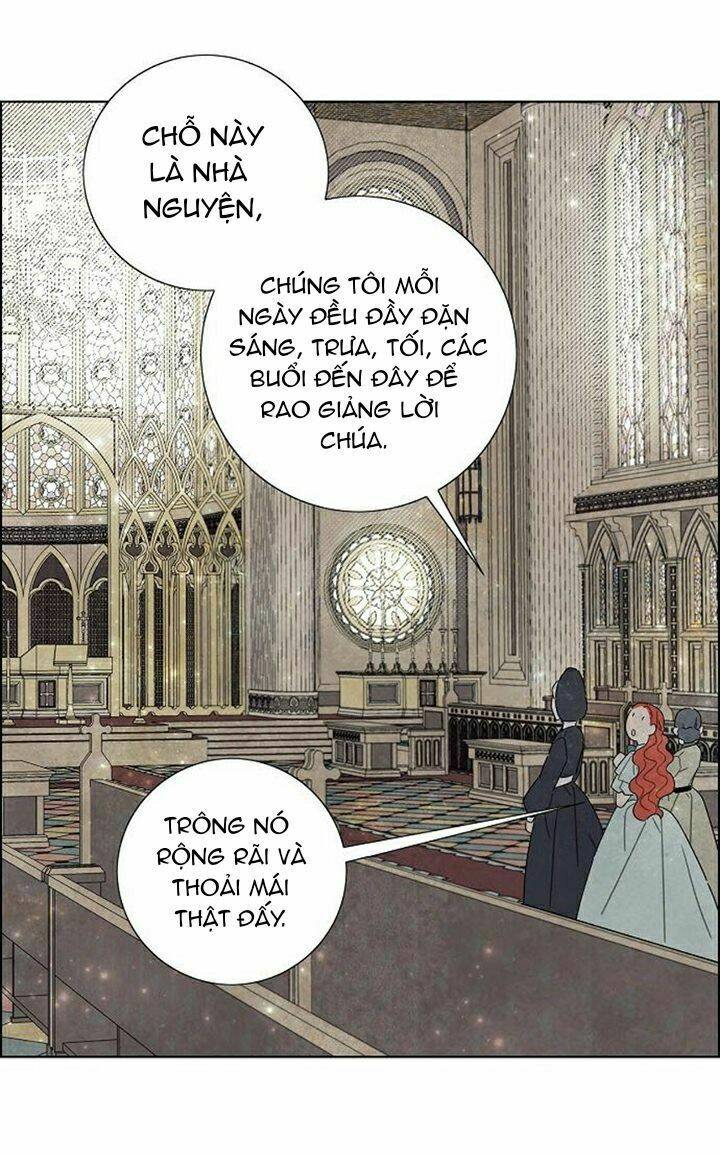 CHỖ NÀY
LÀ NHÀ
NGUYỆN,
CHÚNG TÔI MỖI
NGÀY ĐỀU ĐẦY ĐẶN
SÁNG, TRƯA, TỐI, CÁC
BUỔI ĐẾN ĐÂY ĐỂ
RAO GIẢNG LỜI
CHÚA.
TRÔNG NÓ
RỘNG RÃI VÀ
THOẢI MÁI
THẬT ĐẤY.